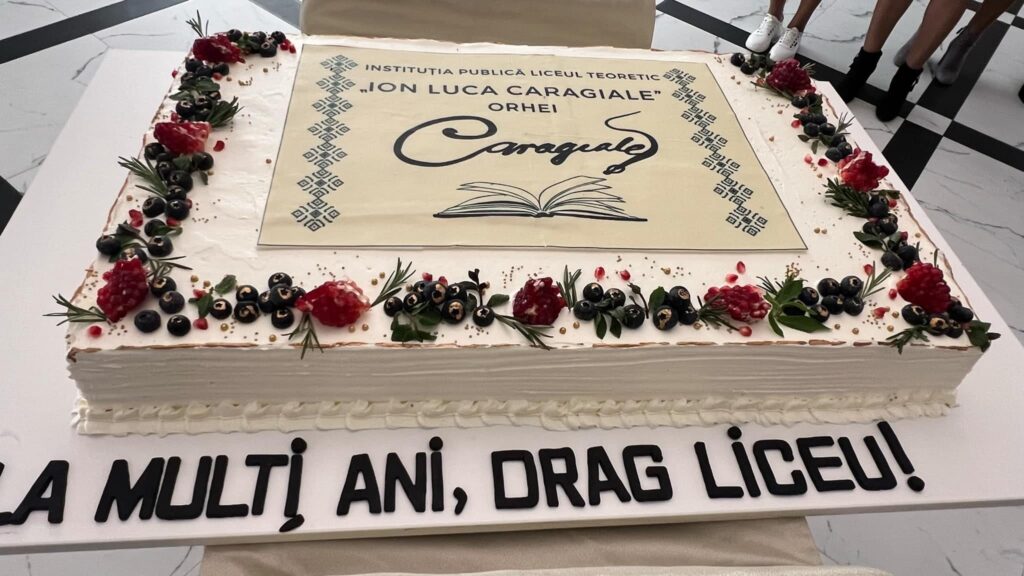 INSTITUȚIA PUBLICĂ LICEUL TEORETIC
„ION LUCA CARAGIALE”
ORHEI
Caragiale
LA MULȚi ANi, DRAG LiCEU!